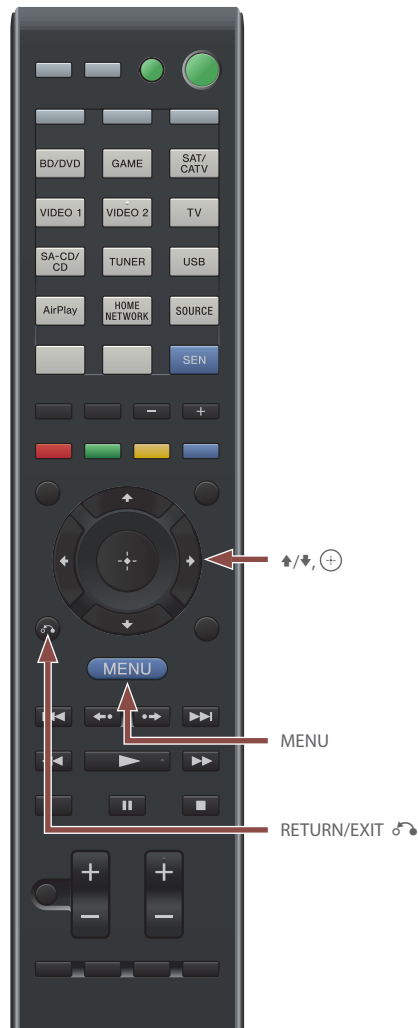 BD/DVD
GAME
SAT/
CATV
VIDEO 1
VIDEO 2
TV
SA-CD/
CD
TUNER
USB
AirPlay
HOME
NETWORK
SOURCE
SEN
− +
⬆/⬇, ⊕
MENU
MENU
RETURN/EXIT
+ +
− −